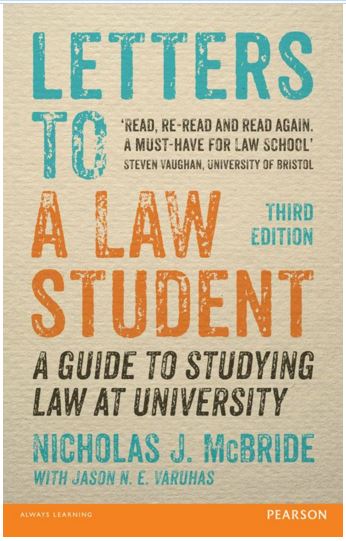 LETTERS
TO
'READ, RE-READ AND READ AGAIN.
A MUST-HAVE FOR LAW SCHOOL'
STEVEN VAUGHAN, UNIVERSITY OF BRISTOL
A LAW
THIRD
EDITION
STUDENT
A GUIDE TO STUDYING
LAW AT UNIVERSITY
NICHOLAS J. McBRIDE
WITH JASON N. E. VARUHAS
ALWAYS LEARNING
PEARSON